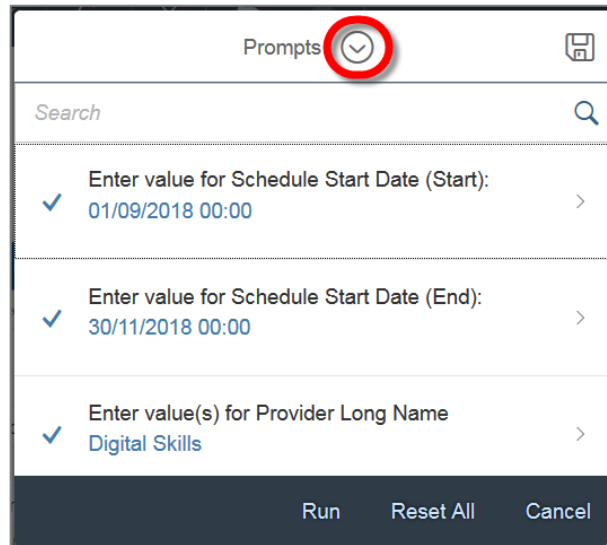 Prompts
Search
Enter value for Schedule Start Date (Start):
01/09/2018 00:00
Enter value for Schedule Start Date (End):
30/11/2018 00:00
Enter value(s) for Provider Long Name
Digital Skills
Run Reset All Cancel